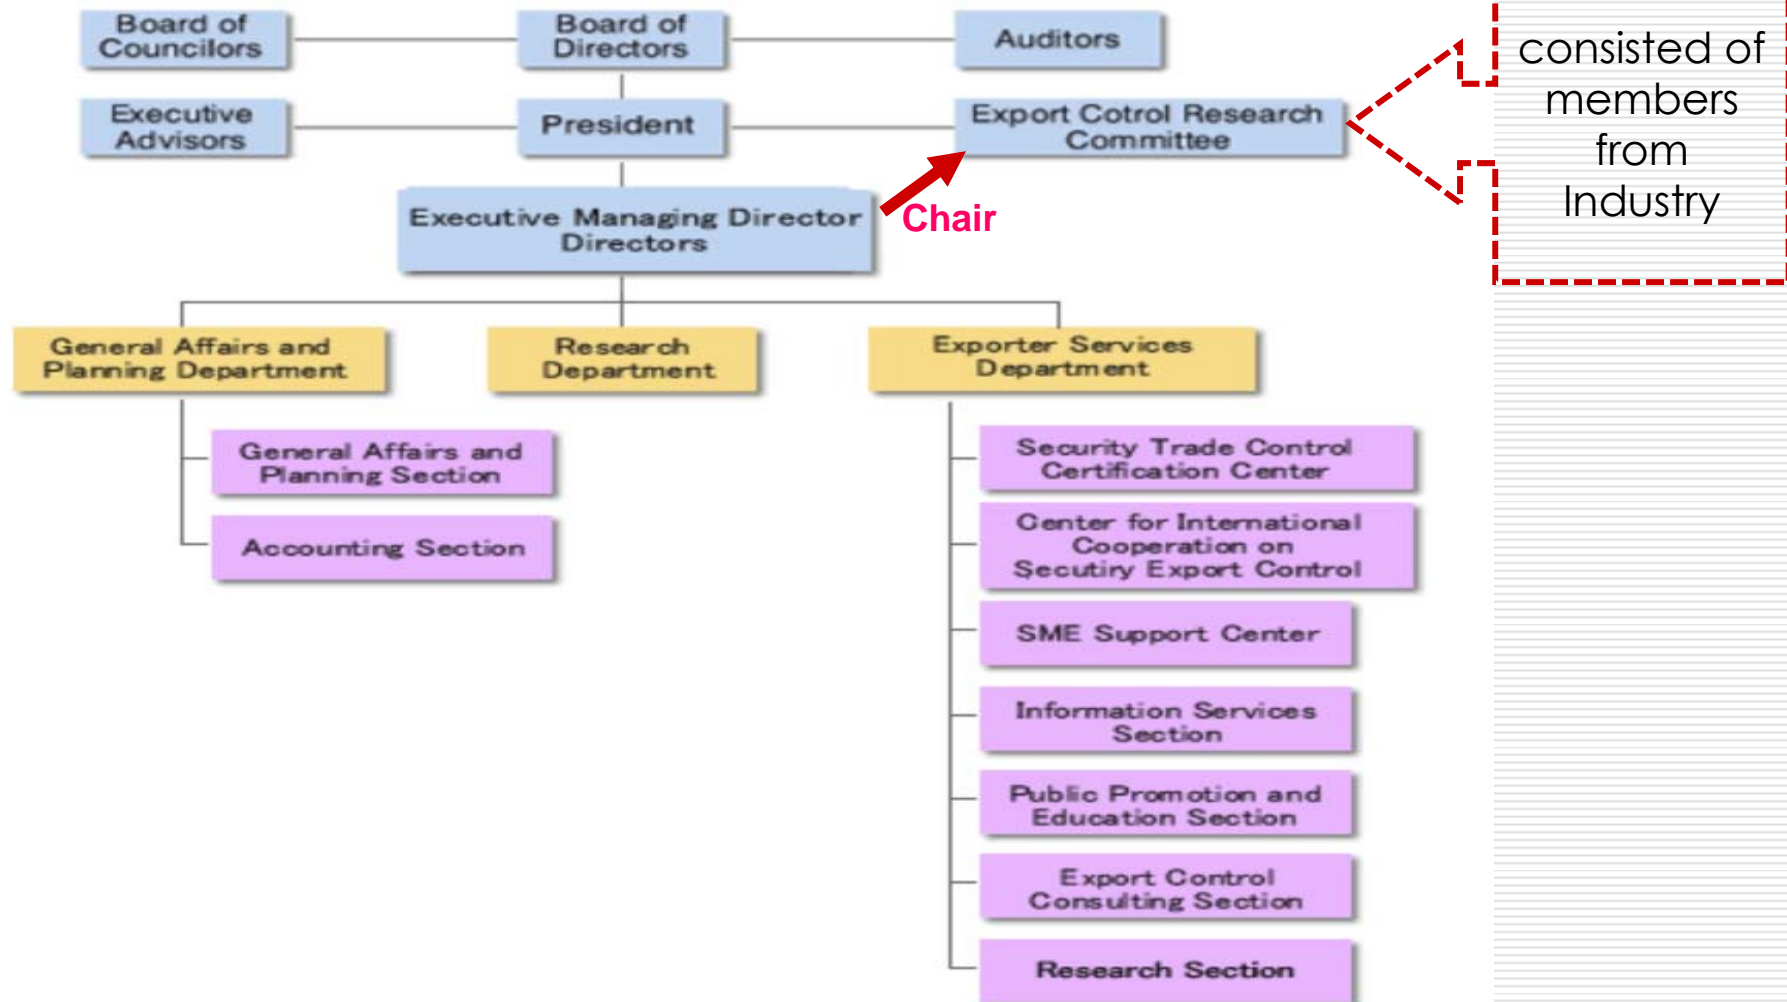 Board of
Councilors
Board of
Directors
Auditors
consisted of
members
from
Industry
Executive
Advisors
President
Export Cotrol Research
Committee
Executive Managing Director
Directors
Chair
General Affairs and
Planning Department
Research
Department
Exporter Services
Department
General Affairs and
Planning Section
Accounting Section
Security Trade Control
Certification Center
Center for International
Cooperation on
Secutiry Export Control
SME Support Center
Information Services
Section
Public Promotion and
Education Section
Export Control
Consulting Section
Research Section